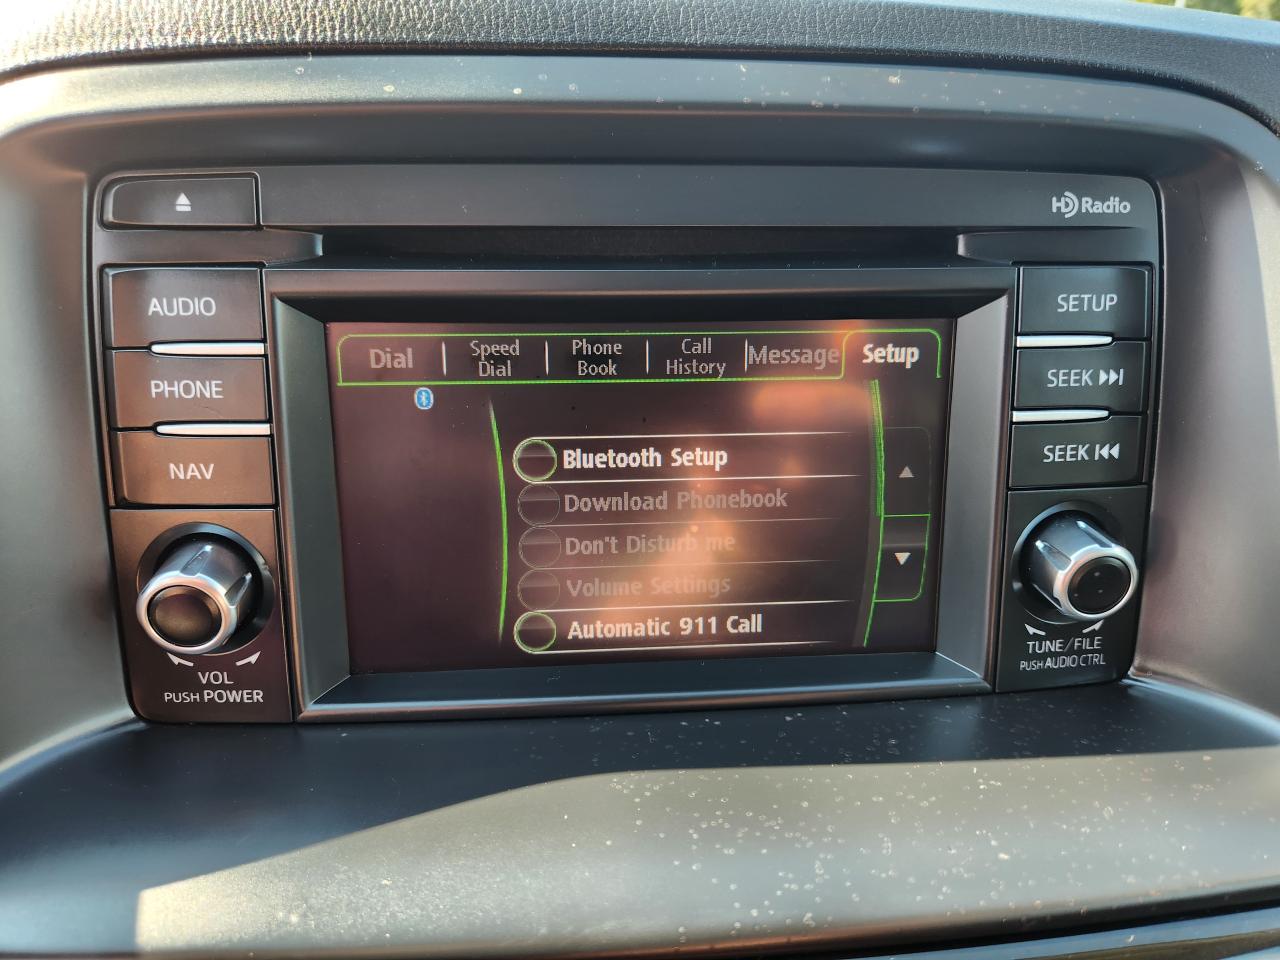 HD Radio
AUDIO
PHONE
NAV
VOL
PUSH POWER
Dial
Speed
Dial
Phone
Book
Call
History
Message
Setup
Bluetooth Setup
Download Phonebook
Don't Disturb me
Volume Settings
Automatic 911 Call
SETUP
SEEK
SEEK
TUNE/FILE
PUSH AUDIO CTRL